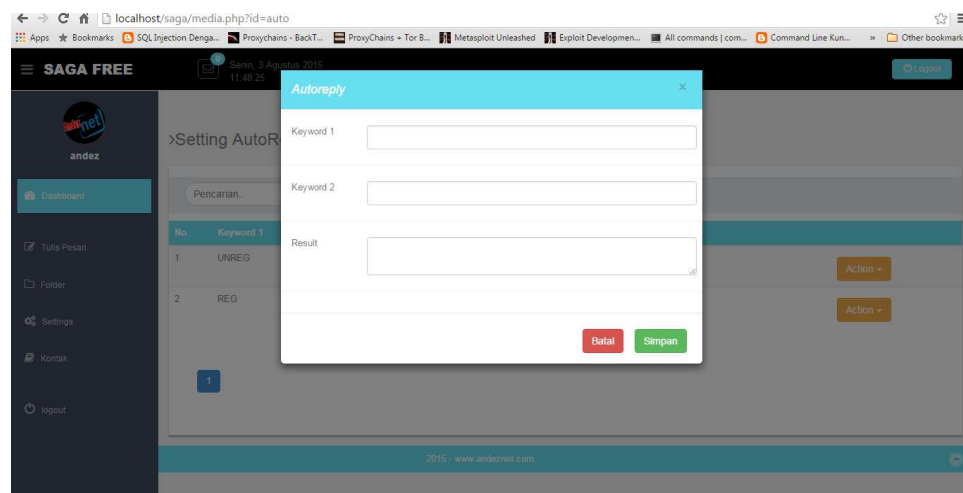 localhost/saga/media.php?id=auto
Apps Bookmarks SQL Injection Denga... Proxychains - BackT... ProxyChains + Tor B... Metasploit Unleashed Exploit Developmen... All commands | com... Command Line Kun... » Other bookmark
SAGA FREE
0
Senin, 3 Agustus 2015
11:48:25
Logout
Autoreply ×
andez
>Setting AutoR
Keyword 1
Keyword 2
Result
Batal Simpan
Dashboard
Tulis Pesan
Folder
Settings
Kontak
logout
Pencarian..
No Keyword 1
1 UNREG Action
2 REG Action
1
2015 - www.andeznet.com